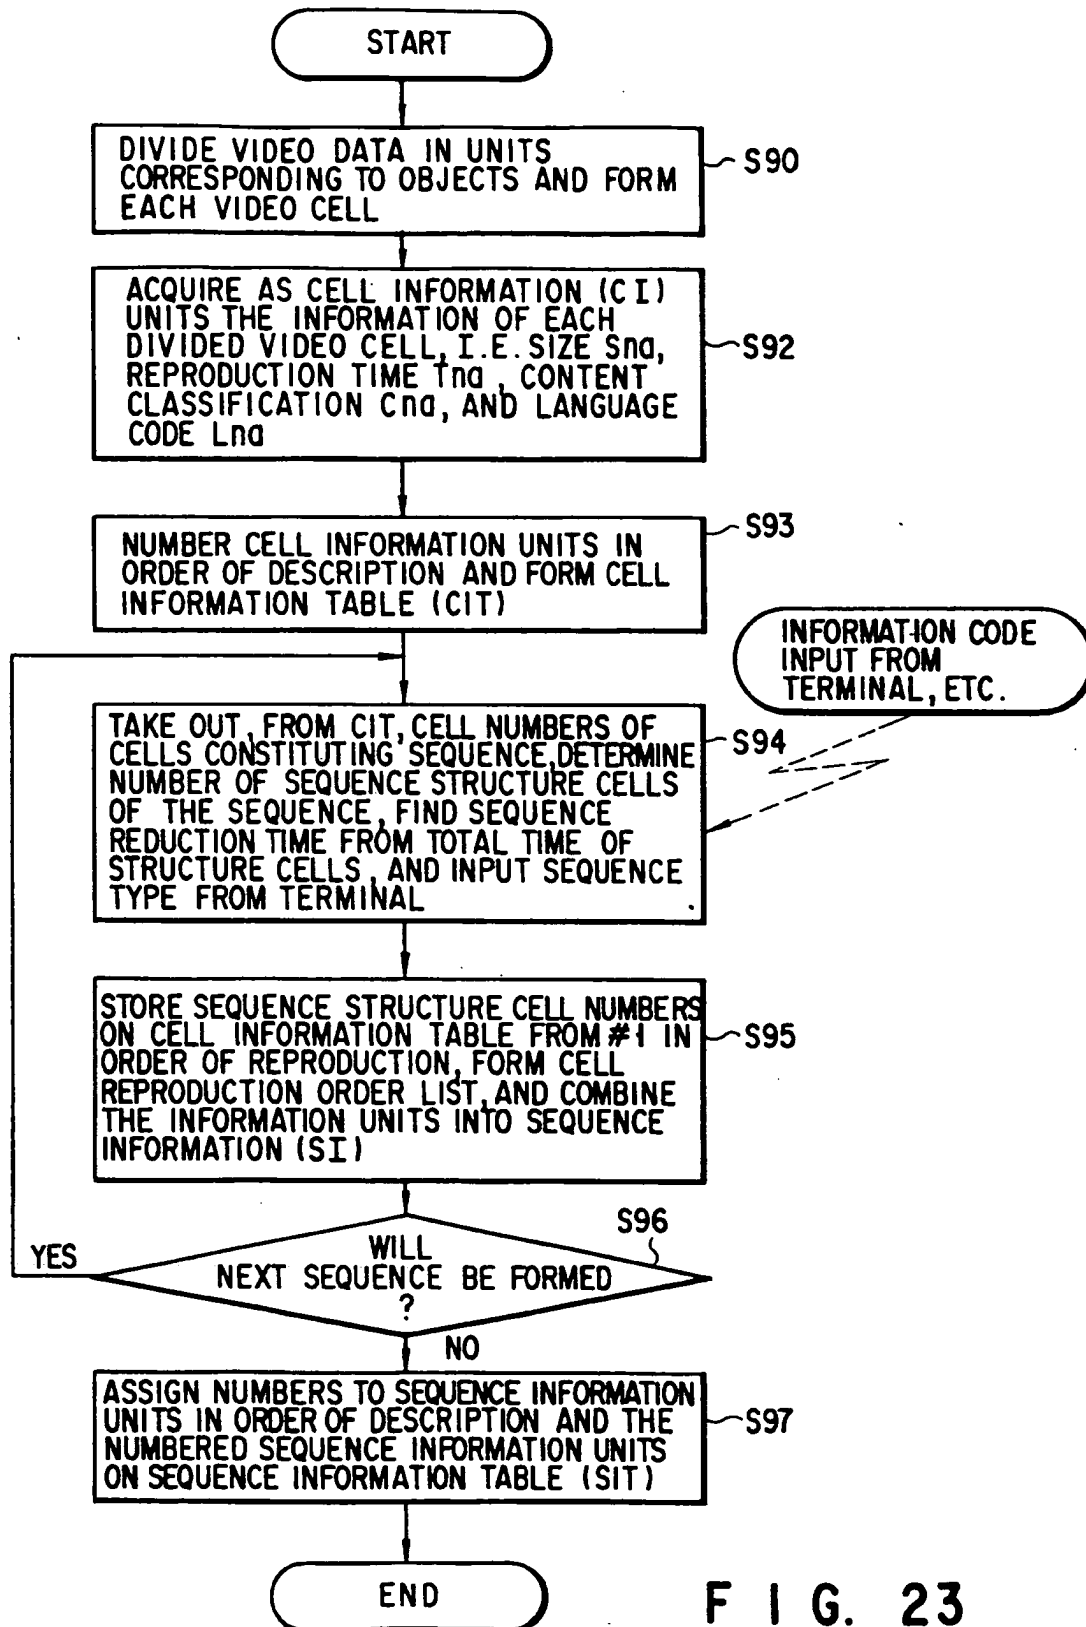 START
DIVIDE VIDEO DATA IN UNITS
CORRESPONDING TO OBJECTS AND FORM
EACH VIDEO CELL
S90
ACQUIRE AS CELL INFORMATION (CI)
UNITS THE INFORMATION OF EACH
DIVIDED VIDEO CELL, I.E. SIZE Sna,
REPRODUCTION TIME Tna, CONTENT
CLASSIFICATION Cna, AND LANGUAGE
CODE Lna
S92
NUMBER CELL INFORMATION UNITS IN
ORDER OF DESCRIPTION AND FORM CELL
INFORMATION TABLE (CIT)
S93
INFORMATION CODE
INPUT FROM
TERMINAL, ETC.
TAKE OUT, FROM CIT, CELL NUMBERS OF
CELLS CONSTITUTING SEQUENCE, DETERMINE
NUMBER OF SEQUENCE STRUCTURE CELLS
OF THE SEQUENCE, FIND SEQUENCE
REDUCTION TIME FROM TOTAL TIME OF
STRUCTURE CELLS, AND INPUT SEQUENCE
TYPE FROM TERMINAL
S94
STORE SEQUENCE STRUCTURE CELL NUMBERS
ON CELL INFORMATION TABLE FROM #1 IN
ORDER OF REPRODUCTION, FORM CELL
REPRODUCTION ORDER LIST, AND COMBINE
THE INFORMATION UNITS INTO SEQUENCE
INFORMATION (SI)
S95
S96
YES
WILL
NEXT SEQUENCE BE FORMED
?
NO
ASSIGN NUMBERS TO SEQUENCE INFORMATION
UNITS IN ORDER OF DESCRIPTION AND THE
NUMBERED SEQUENCE INFORMATION UNITS
ON SEQUENCE INFORMATION TABLE (SIT)
S97
END
FIG. 23